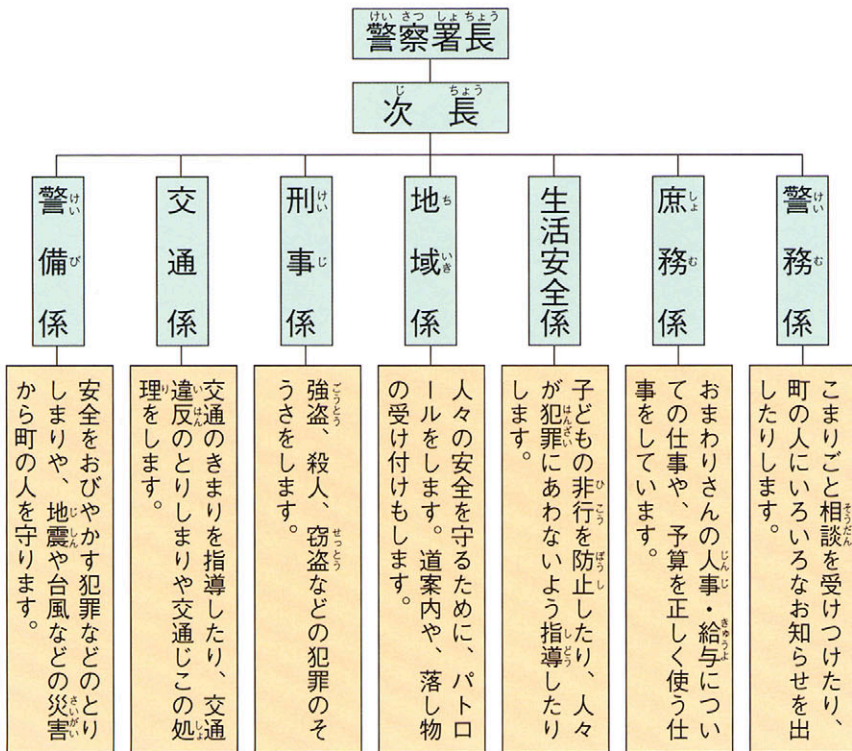 警察署長
次長
警務係
こまりごと相談を受けつけたり、
町の人にいろいろなお知らせを出
したりします。
庶務係
おまわりさんの人事・給与につい
ての仕事や、予算を正しく使う仕
事をしています。
生活安全係
子どもの非行を防止したり、人々
が犯罪にあわないよう指導したり
します。
地域係
人々の安全を守るために、パトロ
ールをします。道案内や、落し物
の受け付けもします。
刑事係
強盗、殺人、窃盗などの犯罪のそ
うさをします。
交通係
交通のきまりを指導したり、交通
違反のとりしまりや交通じこの処
理をします。
警備係
安全をおびやかす犯罪などのとり
しまりや、地震や台風などの災害
から町の人を守ります。